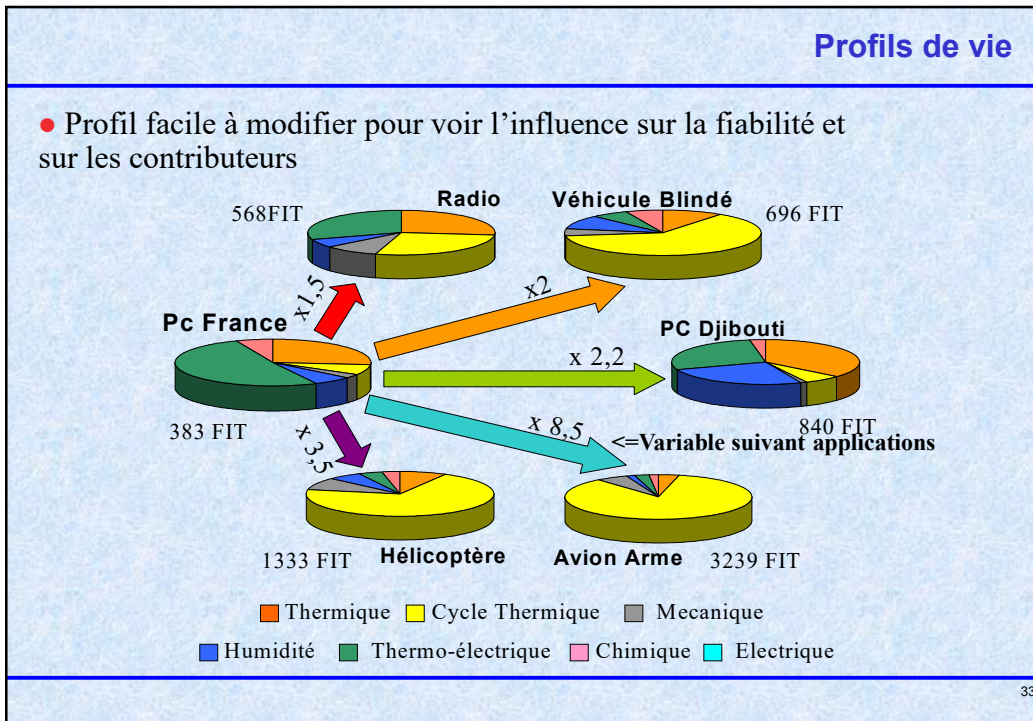 Profils de vie
● Profil facile à modifier pour voir l’influence sur la fiabilité et
sur les contributeurs
Radio
568FIT
Véhicule Blindé
696 FIT
x1,5
x2
Pc France
383 FIT
x 2,2
PC Djibouti
840 FIT
x 3,5
x 8,5
<=Variable suivant applications
1333 FIT
Hélicoptère
Avion Arme
3239 FIT
Thermique Cycle Thermique Mecanique
Humidité Thermo-électrique Chimique Electrique
33